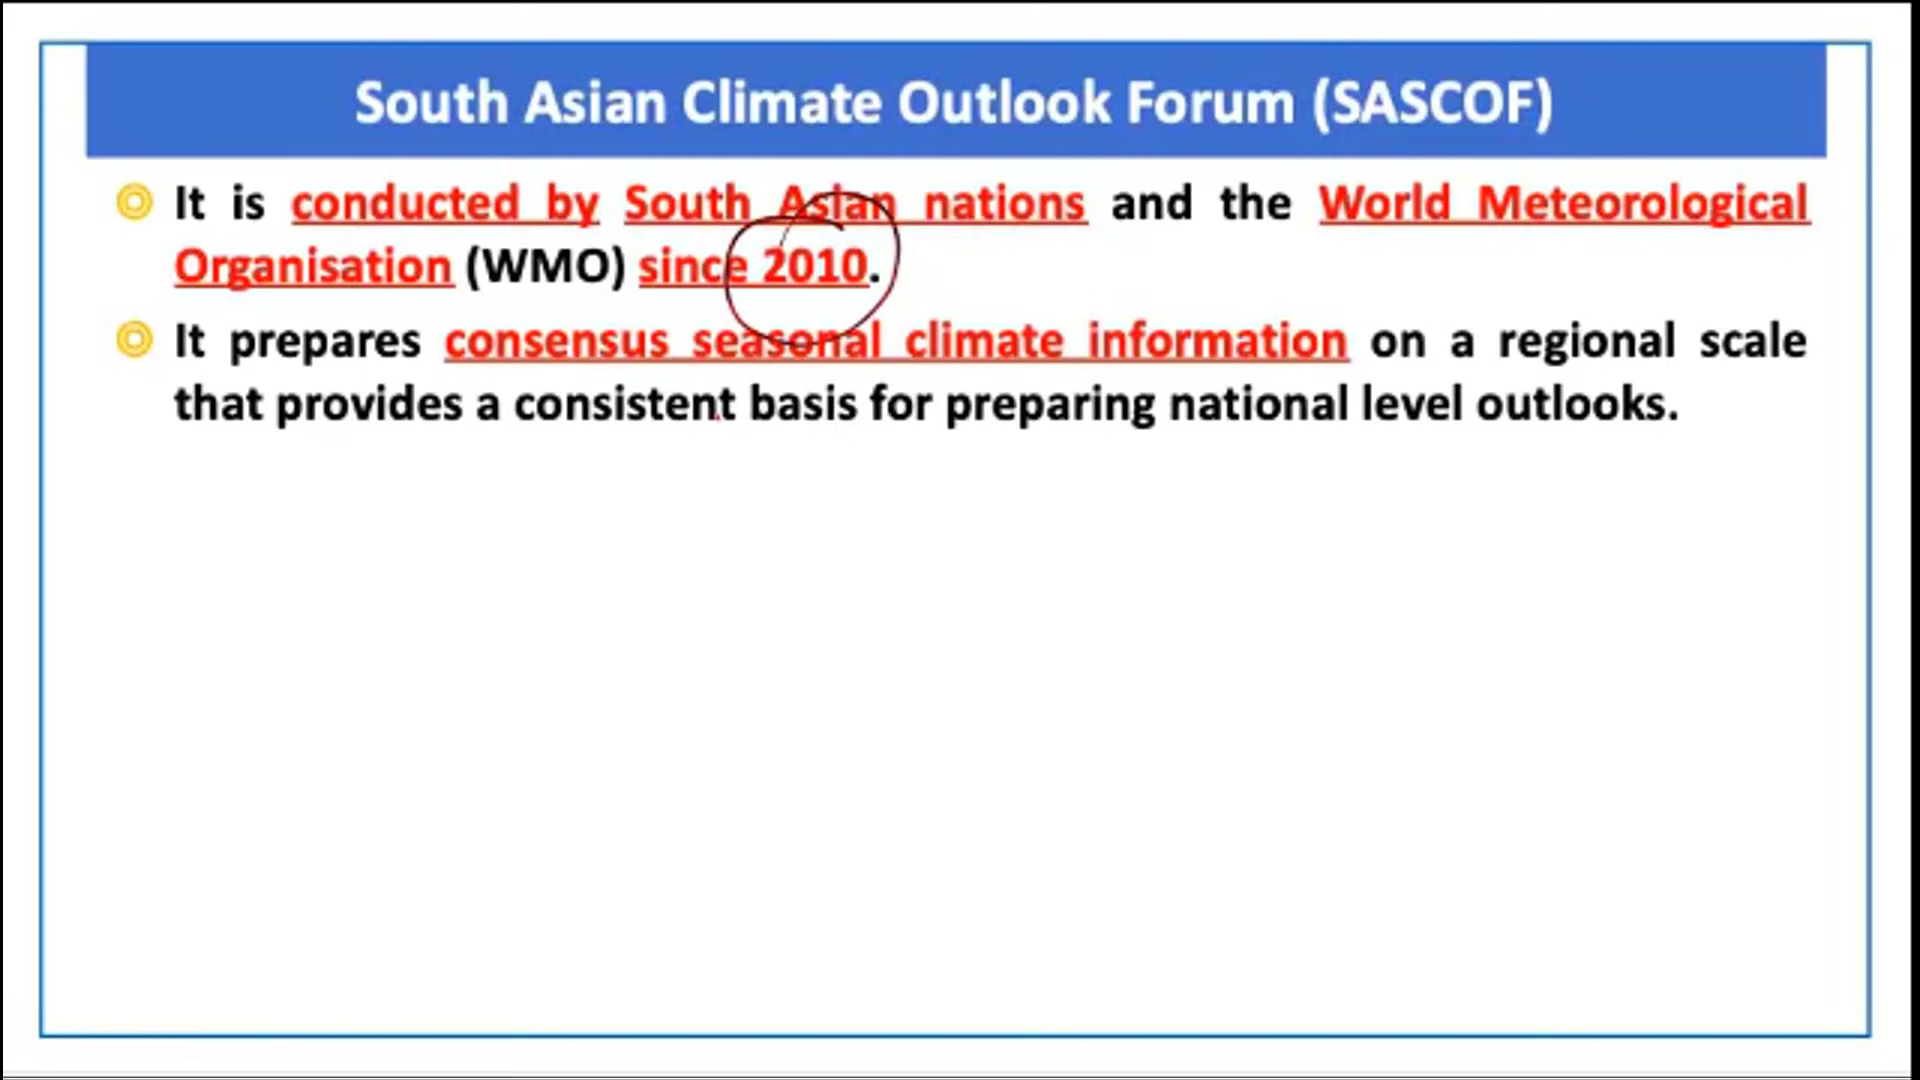 South Asian Climate Outlook Forum (SASCOF)
It is conducted by South Asian nations and the World Meteorological
Organisation (WMO) since 2010.
It prepares consensus seasonal climate information on a regional scale
that provides a consistent basis for preparing national level outlooks.